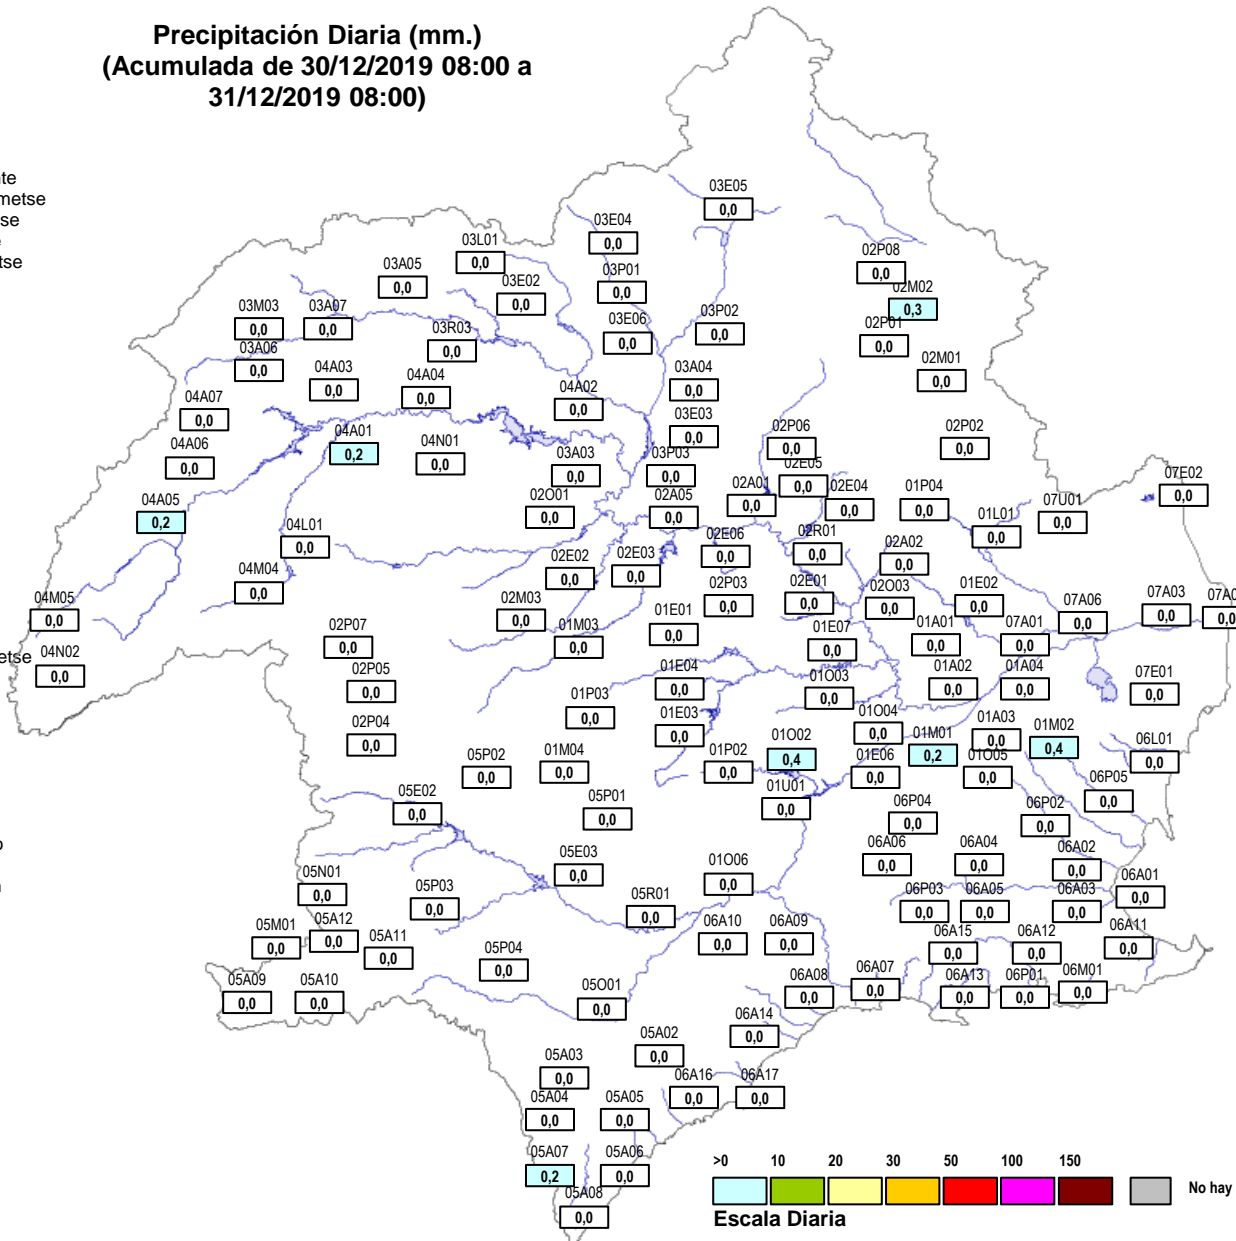 Precipitación Diaria (mm.)
(Acumulada de 30/12/2019 08:00 a
31/12/2019 08:00)
03E05
0,0
03E04
0,0
03L01
0,0
02P08
0,0
03A05
0,0
03P01
0,0
03E02
0,0
02M02
0,3
03M03
0,0
03A07
0,0
03E06
0,0
03P02
0,0
02P01
0,0
03R03
0,0
03A06
0,0
02M01
0,0
04A03
0,0
04A04
0,0
03A04
0,0
04A02
0,0
04A07
0,0
03E03
0,0
04A01
0,2
04N01
0,0
02P06
0,0
02P02
0,0
04A06
0,0
03A03
0,0
03P03
0,0
02E05
0,0
07E02
0,0
04A05
0,2
02O01
0,0
02A05
0,0
02A01
0,0
02E04
0,0
01P04
0,0
07U01
0,0
01L01
0,0
04L01
0,0
02E06
0,0
02R01
0,0
02A02
0,0
02E02
0,0
02E03
0,0
04M04
0,0
02P03
0,0
02E01
0,0
02O03
0,0
01E02
0,0
04M05
0,0
02M03
0,0
01E01
0,0
07A06
0,0
07A03
0,0
07A0
0,0
02P07
0,0
01M03
0,0
01E07
0,0
01A01
0,0
07A01
0,0
etse
04N02
0,0
02P05
0,0
01E04
0,0
01O03
0,0
01A02
0,0
01A04
0,0
07E01
0,0
01P03
0,0
02P04
0,0
01E03
0,0
01O04
0,0
01A03
0,0
01M02
0,4
01O02
0,4
01M01
0,2
06L01
0,0
05P02
0,0
01M04
0,0
01P02
0,0
01E06
0,0
01O05
0,0
05E02
0,0
05P01
0,0
01U01
0,0
06P05
0,0
06P04
0,0
06P02
0,0
05E03
0,0
01O06
0,0
06A06
0,0
06A04
0,0
06A02
0,0
05N01
0,0
05P03
0,0
05R01
0,0
06P03
0,0
06A05
0,0
06A03
0,0
06A01
0,0
05M01
0,0
05A12
0,0
05A11
0,0
06A10
0,0
06A09
0,0
06A15
0,0
06A12
0,0
06A11
0,0
05P04
0,0
05A09
0,0
05A10
0,0
05O01
0,0
06A08
0,0
06A07
0,0
06A13
0,0
06P01
0,0
06M01
0,0
05A02
0,0
06A14
0,0
05A03
0,0
06A16
0,0
06A17
0,0
05A04
0,0
05A05
0,0
05A07
0,2
05A06
0,0
05A08
0,0
>0 10 20 30 50 100 150
No hay
Escala Diaria